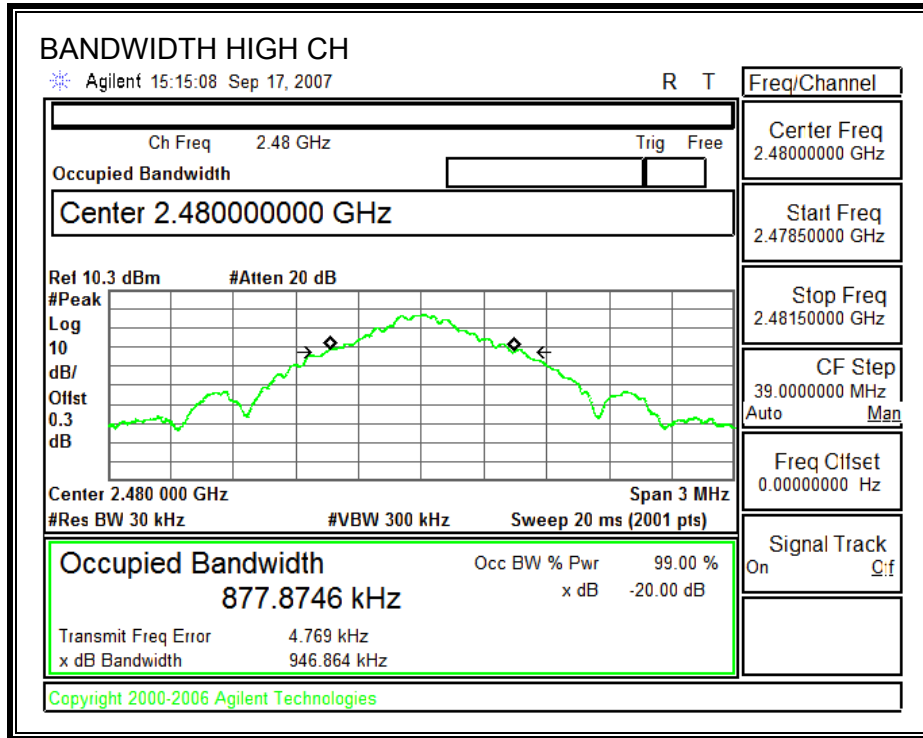 BANDWIDTH HIGH CH
Agilent 15:15:08 Sep 17, 2007 R T
Ch Freq 2.48 GHz Trig Free
Occupied Bandwidth
Center 2.480000000 GHz
Ref 10.3 dBm #Atten 20 dB
#Peak
Log
10
dB/
Offst
0.3
dB
Center 2.480 000 GHz Span 3 MHz
#Res BW 30 kHz #VBW 300 kHz Sweep 20 ms (2001 pts)
Occupied Bandwidth Occ BW % Pwr 99.00 %
877.8746 kHz x dB -20.00 dB
Transmit Freq Error 4.769 kHz
x dB Bandwidth 946.864 kHz
Copyright 2000-2006 Agilent Technologies
Freq/Channel
Center Freq
2.48000000 GHz
Start Freq
2.47850000 GHz
Stop Freq
2.48150000 GHz
CF Step
39.0000000 MHz
Auto Man
Freq Offset
0.00000000 Hz
Signal Track
On Off